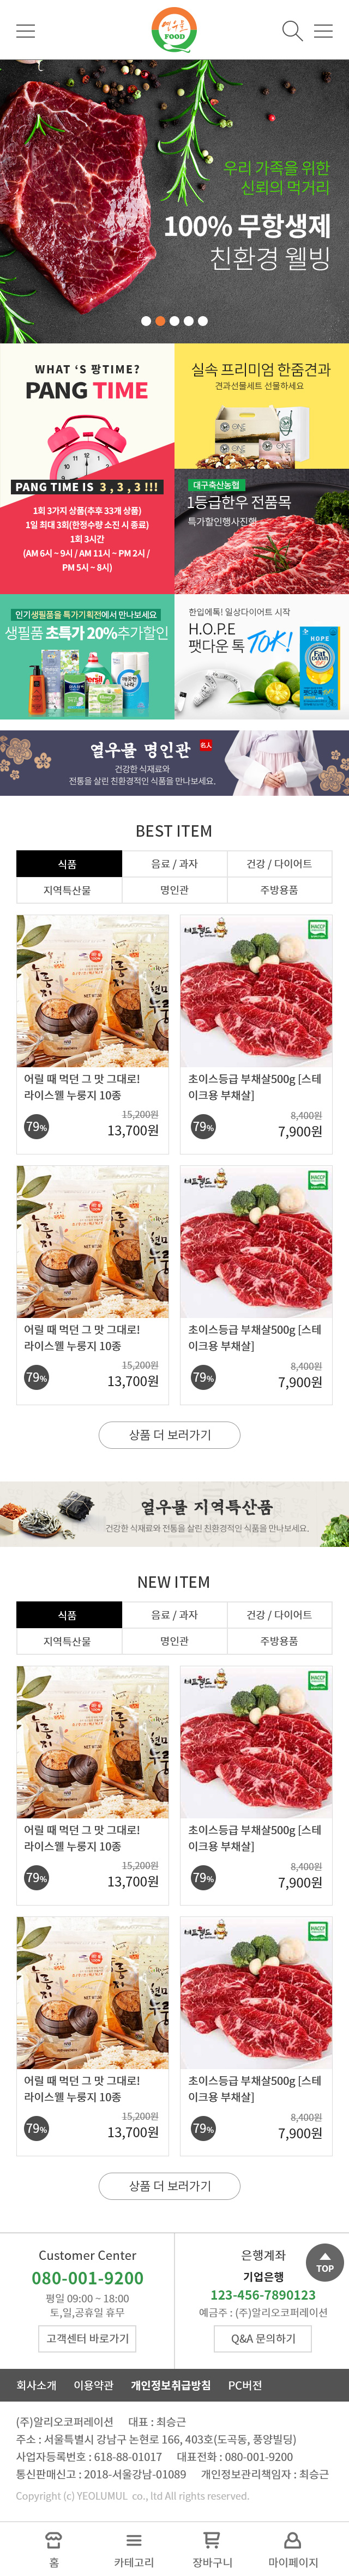 열우물
FOOD
우리 가족을 위한
신뢰의 먹거리
100% 무항생제
친환경 웰빙
WHAT 'S 팡TIME?
PANG TIME
PANG TIME IS 3 , 3 , 3 !!!
1회 3가지 상품(추후 33개 상품)
1일 최대 3회(한정수량 소진 시 종료)
1회 3시간
(AM 6시 ~ 9시 / AM 11시 ~ PM 2시 /
PM 5시 ~ 8시)
실속 프리미엄 한줌견과
견과선물세트 선물하세요
대구축산농협
1등급한우 전품목
특가할인행사진행
인기생필품을 특가기획전에서 만나보세요
생필품 초특가 20%추가할인
한입에톡! 일상다이어트 시작
H.O.P.E
팻다운 톡 TOK!
HOPE
열우물 명인관 名人
건강한 식재료와
전통을 살린 친환경적인 식품을 만나보세요.
BEST ITEM
식품
음료 / 과자
건강 / 다이어트
지역특산물
명인관
주방용품
누룽지
비프월드
HACCP
어릴 때 먹던 그 맛 그대로!
라이스웰 누룽지 10종
79%
15,200원
13,700원
초이스등급 부채살500g [스테
이크용 부채살]
79%
8,400원
7,900원
누룽지
비프월드
HACCP
어릴 때 먹던 그 맛 그대로!
라이스웰 누룽지 10종
79%
15,200원
13,700원
초이스등급 부채살500g [스테
이크용 부채살]
79%
8,400원
7,900원
상품 더 보러가기
열우물 지역특산품
건강한 식재료와 전통을 살린 친환경적인 식품을 만나보세요.
NEW ITEM
식품
음료 / 과자
건강 / 다이어트
지역특산물
명인관
주방용품
누룽지
비프월드
HACCP
어릴 때 먹던 그 맛 그대로!
라이스웰 누룽지 10종
79%
15,200원
13,700원
초이스등급 부채살500g [스테
이크용 부채살]
79%
8,400원
7,900원
누룽지
비프월드
HACCP
어릴 때 먹던 그 맛 그대로!
라이스웰 누룽지 10종
79%
15,200원
13,700원
초이스등급 부채살500g [스테
이크용 부채살]
79%
8,400원
7,900원
상품 더 보러가기
Customer Center
080-001-9200
평일 09:00 ~ 18:00
토,일,공휴일 휴무
고객센터 바로가기
은행계좌
기업은행
123-456-7890123
예금주 : (주)알리오코퍼레이션
Q&A 문의하기
TOP
회사소개 이용약관 개인정보취급방침 PC버전
(주)알리오코퍼레이션 대표 : 최승근
주소 : 서울특별시 강남구 논현로 166, 403호(도곡동, 풍양빌딩)
사업자등록번호 : 618-88-01017 대표전화 : 080-001-9200
통신판매신고 : 2018-서울강남-01089 개인정보관리책임자 : 최승근
Copyright (c) YEOLUMUL co., ltd All rights reserved.
홈
카테고리
장바구니
마이페이지